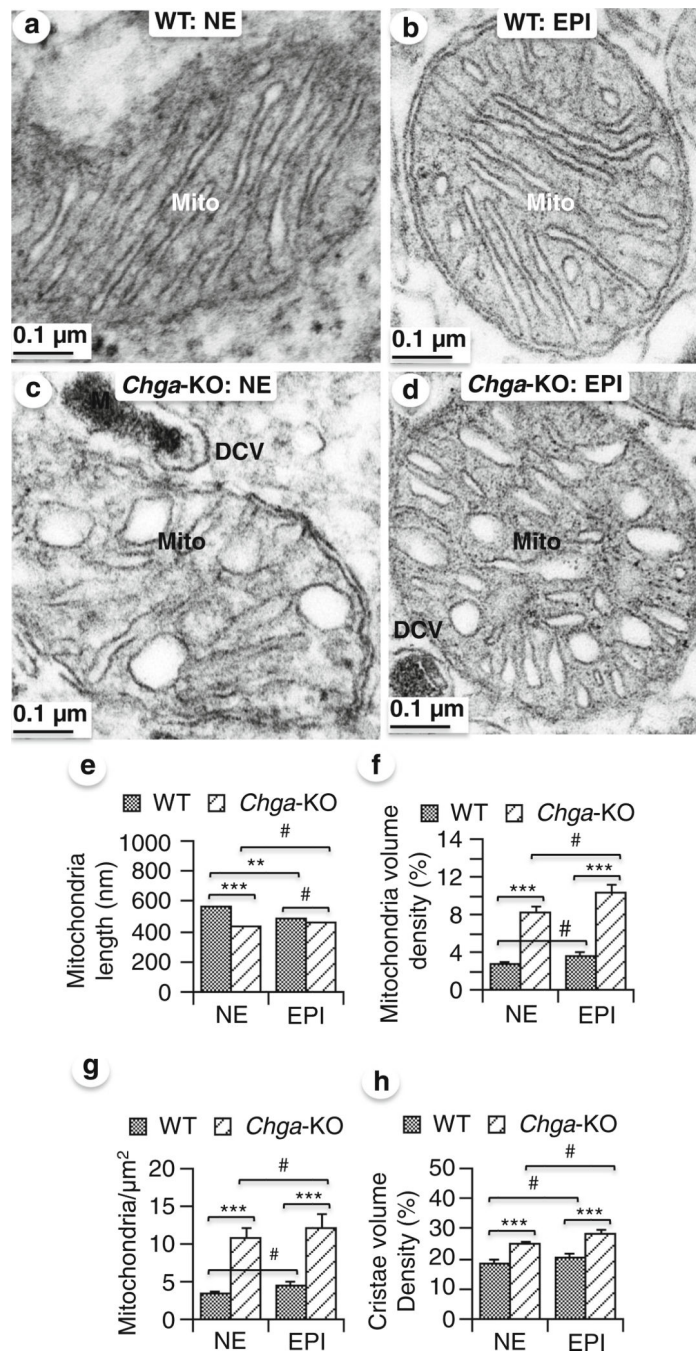 a
WT: NE
Mito
0.1 µm
b
WT: EPI
Mito
0.1 µm
c
Chga-KO: NE
M
DCV
Mito
0.1 µm
d
Chga-KO: EPI
Mito
DCV
0.1 µm
e
WT Chga-KO
Mitochondria
length (nm)
1000
800
600
400
200
0
#
**
***
#
NE EPI
f
WT Chga-KO
Mitochondria volume
density (%)
14
12
10
8
6
4
2
0
#
***
***
#
NE EPI
g
WT Chga-KO
Mitochondria/µm2
20
15
10
5
0
#
***
***
#
NE EPI
h
WT Chga-KO
Cristae volume
Density (%)
50
40
30
20
10
0
#
#
***
***
NE EPI